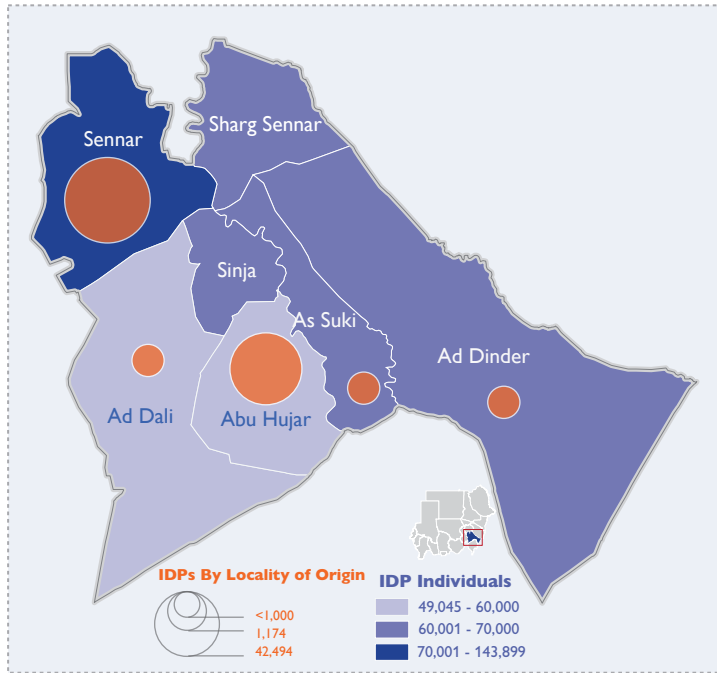 Sharg Sennar
Sennar
Sinja
As Suki
Ad Dinder
Ad Dali
Abu Hujar
IDPs By Locality of Origin
<1,000
1,174
42,494
IDP Individuals
49,045 - 60,000
60,001 - 70,000
70,001 - 143,899